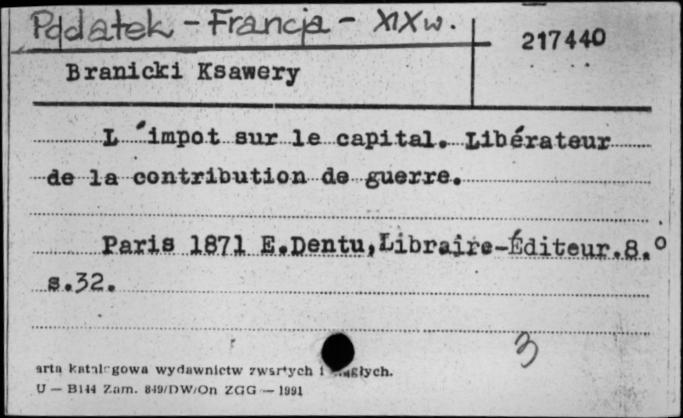 Podatek - Francja - XIX w.
217440
Branicki Ksawery
L'impot sur le capital. Libérateur
de la contribution de guerre.
Paris 1871 E.Dentu,Libraire-Éditeur.8.°
s.32.
3
arta katalogowa wydawnictw zwartych i ągłych.
U — B144 Zam. 849/DW/On ZGG — 1991